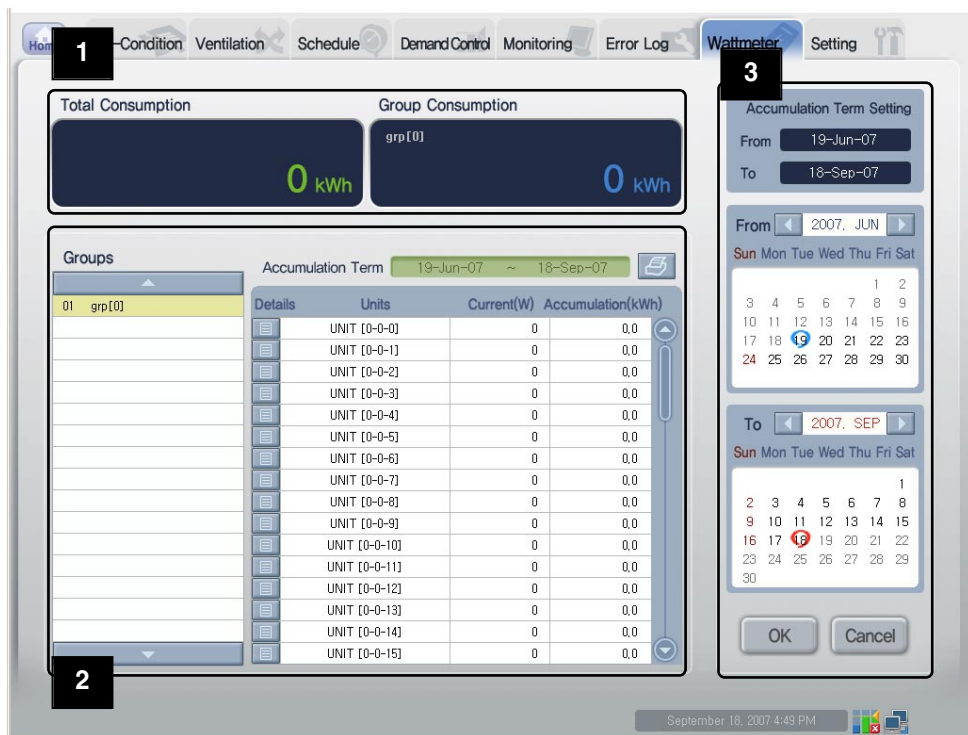 Hom -Condition Ventilation Schedule Demand Control Monitoring Error Log Wattmeter Setting
1
3
Total Consumption Group Consumption
grp[0]
0 kWh 0 kWh
Accumulation Term Setting
From 19-Jun-07
To 18-Sep-07
2
Groups
01 grp[0]
Accumulation Term 19-Jun-07 ~ 18-Sep-07
Details Units Current(W) Accumulation(kWh)
UNIT [0-0-0] 0 0,0
UNIT [0-0-1] 0 0,0
UNIT [0-0-2] 0 0,0
UNIT [0-0-3] 0 0,0
UNIT [0-0-4] 0 0,0
UNIT [0-0-5] 0 0,0
UNIT [0-0-6] 0 0,0
UNIT [0-0-7] 0 0,0
UNIT [0-0-8] 0 0,0
UNIT [0-0-9] 0 0,0
UNIT [0-0-10] 0 0,0
UNIT [0-0-11] 0 0,0
UNIT [0-0-12] 0 0,0
UNIT [0-0-13] 0 0,0
UNIT [0-0-14] 0 0,0
UNIT [0-0-15] 0 0,0
From 2007, JUN
Sun Mon Tue Wed Thu Fri Sat
1 2
3 4 5 6 7 8 9
10 11 12 13 14 15 16
17 18 19 20 21 22 23
24 25 26 27 28 29 30
To 2007, SEP
Sun Mon Tue Wed Thu Fri Sat
1
2 3 4 5 6 7 8
9 10 11 12 13 14 15
16 17 18 19 20 21 22
23 24 25 26 27 28 29
30
OK Cancel
September 18, 2007 4:49 PM